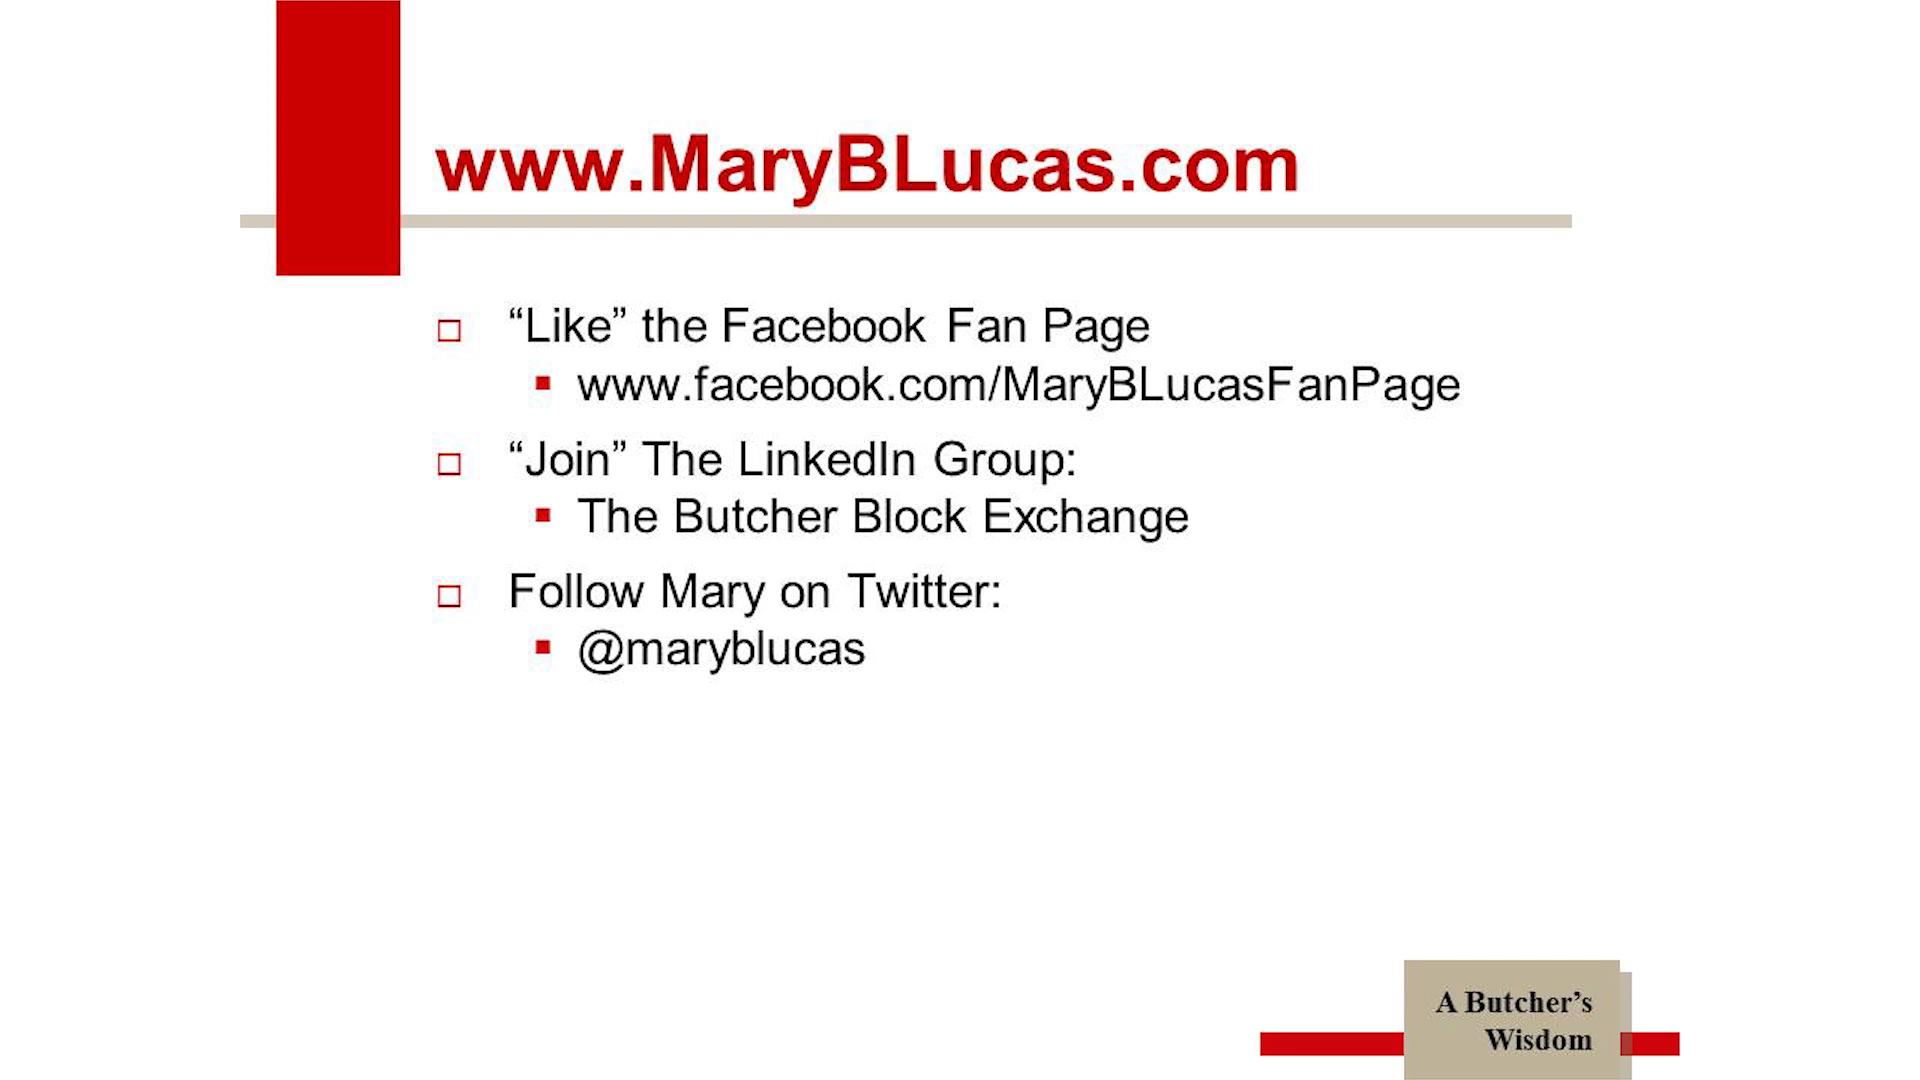 www.MaryBLucas.com
“Like” the Facebook Fan Page
www.facebook.com/MaryBLucasFanPage
“Join” The LinkedIn Group:
The Butcher Block Exchange
Follow Mary on Twitter:
@maryblucas
A Butcher’s
Wisdom